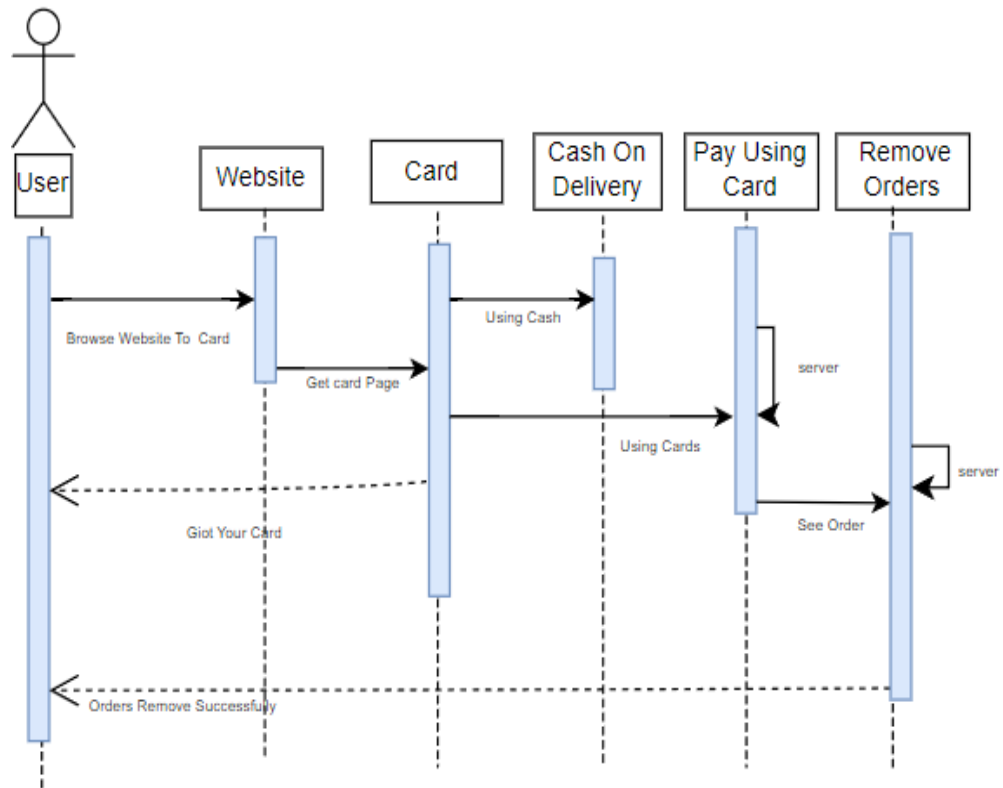 User
Website
Card
Cash On
Delivery
Pay Using
Card
Remove
Orders
Browse Website To Card
Using Cash
Get card Page
server
Using Cards
server
Giot Your Card
See Order
Orders Remove Successfully